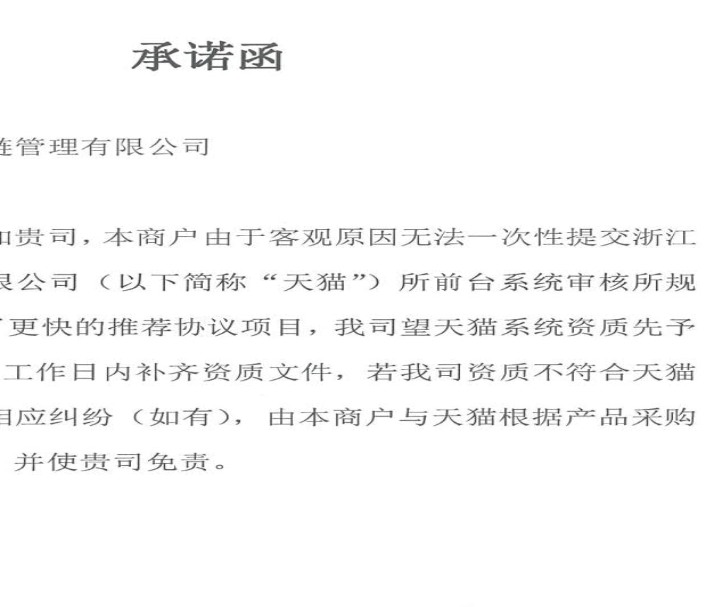 承诺函
链管理有限公司
如贵司，本商户由于客观原因无法一次性提交浙江
限公司（以下简称“天猫”）所前台系统审核所规
更快的推荐协议项目，我司望天猫系统资质先予
工作日内补齐资质文件，若我司资质不符合天猫
相应纠纷（如有），由本商户与天猫根据产品采购
并使贵司免责。